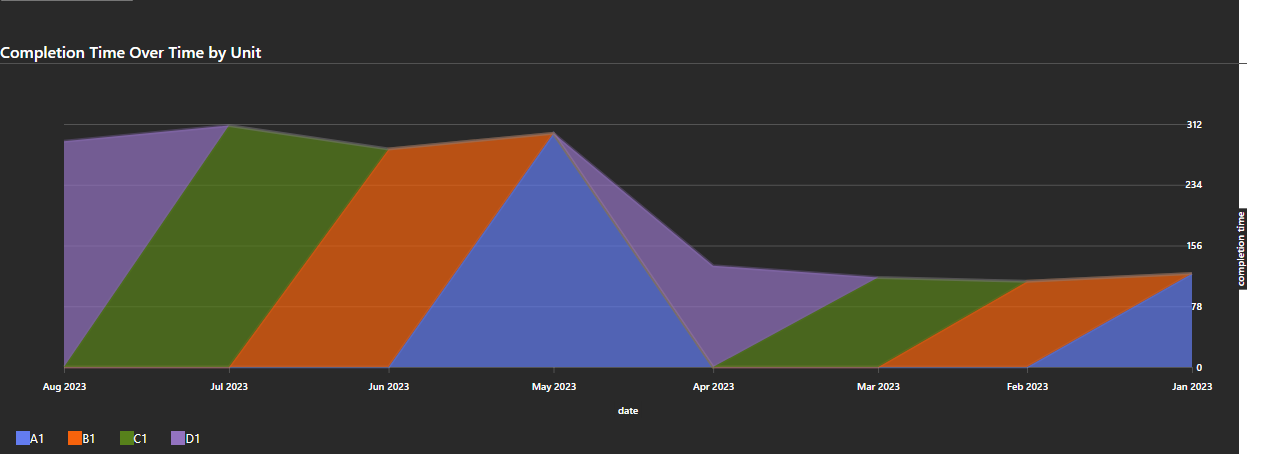 Completion Time Over Time by Unit
312
234
156
78
0
completion time
Aug 2023 Jul 2023 Jun 2023 May 2023 Apr 2023 Mar 2023 Feb 2023 Jan 2023
date
A1 B1 C1 D1